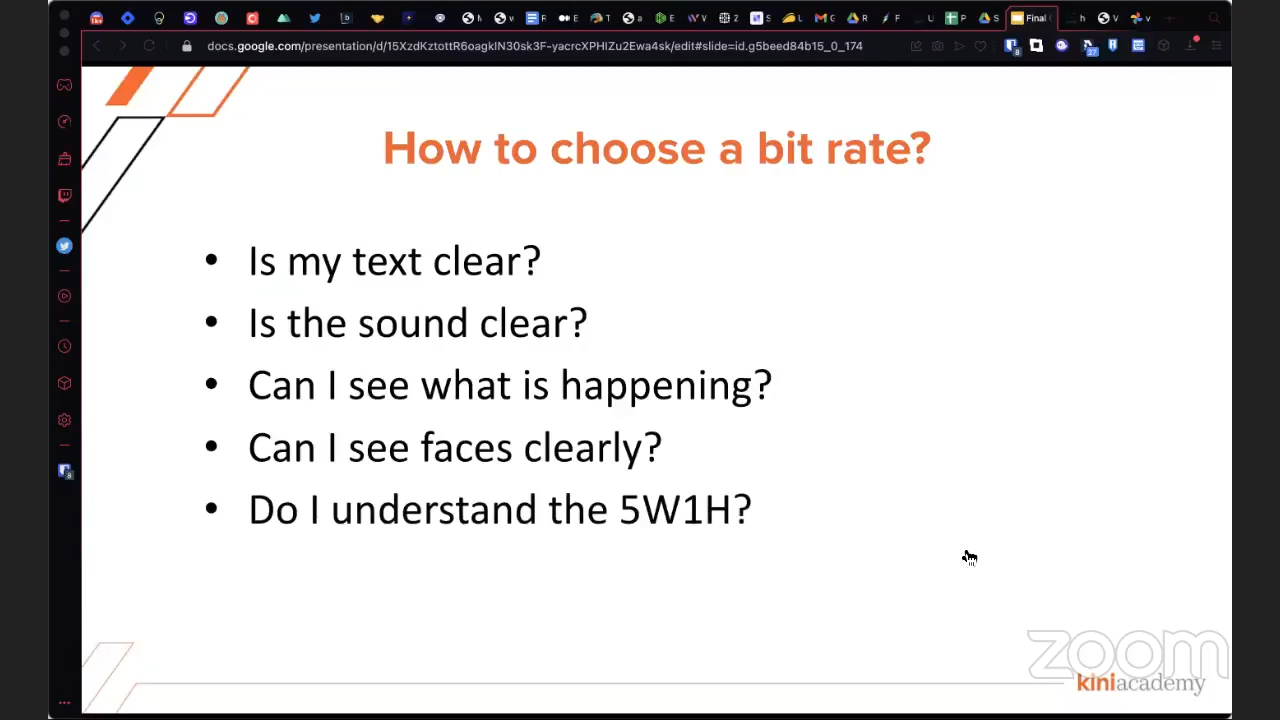 docs.google.com/presentation/d/15XzdKztottR6oagklN30sk3F-yacrcXPHIZu2Ewa4sk/edit#slide=id.g5beed84b15_0_174
How to choose a bit rate?
• Is my text clear?
• Is the sound clear?
• Can I see what is happening?
• Can I see faces clearly?
• Do I understand the 5W1H?
zoom
kiniacademy